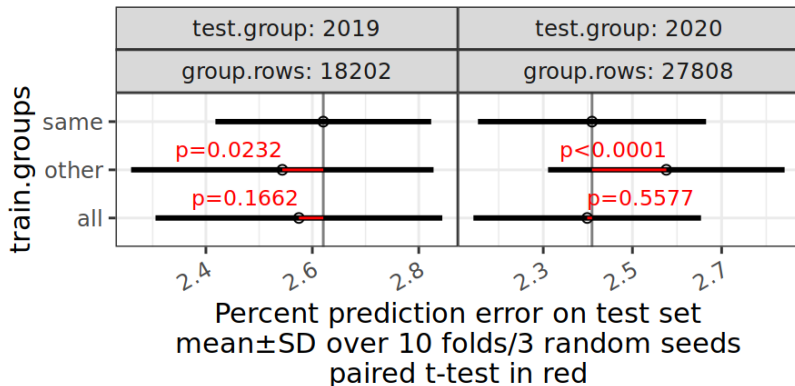 test.group: 2019
test.group: 2020
group.rows: 18202
group.rows: 27808
train.groups
same
other
all
p=0.0232
p=0.1662
p<0.0001
p=0.5577
2.4
2.6
2.8
2.3
2.5
2.7
Percent prediction error on test set
mean±SD over 10 folds/3 random seeds
paired t-test in red